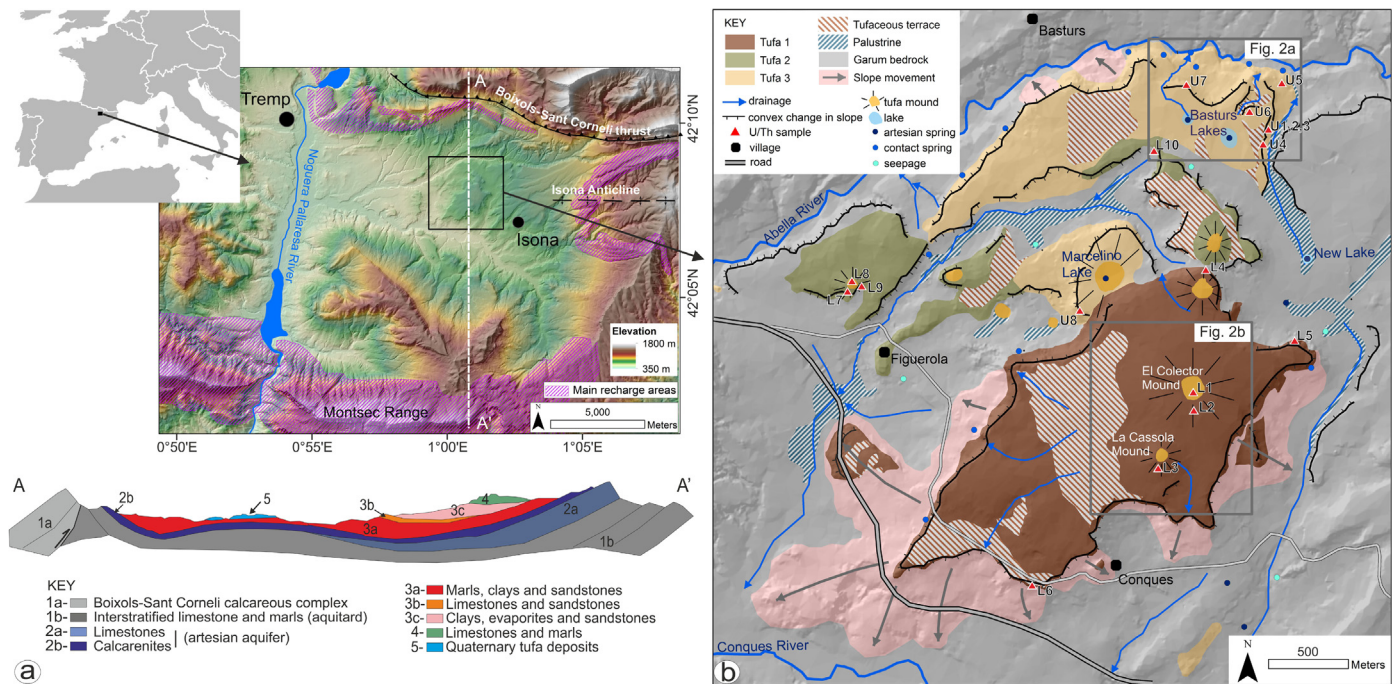 Tremp
Noguera Pallaresa River
A
Boixols-Sant Corneli thrust
Isona Anticline
Isona
42°10'N
42°05'N
Elevation
1800 m
350 m
Main recharge areas
N
5,000
Meters
Montsec Range
A'
0°50'E
0°55'E
1°00'E
1°05'E
A
A'
1a
2b
5
3b
3a
3c
4
2a
1b
KEY
1a- Boixols-Sant Corneli calcareous complex
1b- Interstratified limestone and marls (aquitard)
2a- Limestones
2b- Calcarenites
(artesian aquifer)
3a- Marls, clays and sandstones
3b- Limestones and sandstones
3c- Clays, evaporites and sandstones
4- Limestones and marls
5- Quaternary tufa deposits
a
KEY
Tufa 1
Tufa 2
Tufa 3
Tufaceous terrace
Palustrine
Garum bedrock
Slope movement
drainage
convex change in slope
U/Th sample
village
road
tufa mound
lake
artesian spring
contact spring
seepage
Basturs
Fig. 2a
U7
U5
U6
Basturs
Lakes
U1,2,3
U4
L10
Abella River
Marcelino
Lake
New Lake
L4
L8
L9
L7
U8
L5
Figuerola
Fig. 2b
El Colector
Mound
L1
L2
La Cassola
Mound
L3
Conques
L6
Conques River
N
500
Meters
b